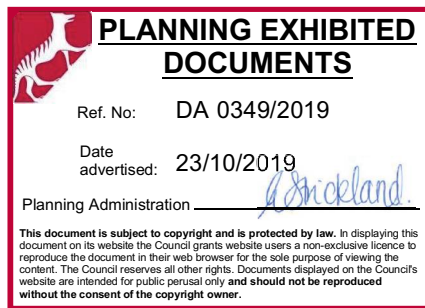 PLANNING EXHIBITED
DOCUMENTS
Ref. No: DA 0349/2019
Date
advertised: 23/10/2019
Planning Administration A Strickland.
This document is subject to copyright and is protected by law. In displaying this
document on its website the Council grants website users a non-exclusive licence to
reproduce the document in their web browser for the sole purpose of viewing the
content. The Council reserves all other rights. Documents displayed on the Council's
website are intended for public perusal only and should not be reproduced
without the consent of the copyright owner.